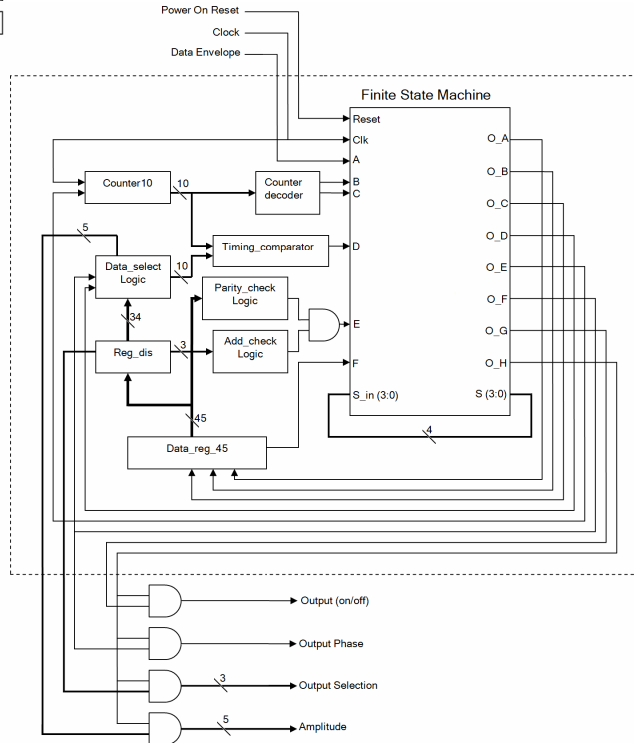 Power On Reset
Clock
Data Envelope
Finite State Machine
Reset
Clk
A
B
C
D
E
F
S_in (3:0)
S (3:0)
O_A
O_B
O_C
O_D
O_E
O_F
O_G
O_H
Counter10
10
Counter
decoder
5
Timing_comparator
Data_select
Logic
10
Parity_check
Logic
34
Reg_dis
3
Add_check
Logic
45
Data_reg_45
4
Output (on/off)
Output Phase
3
Output Selection
5
Amplitude